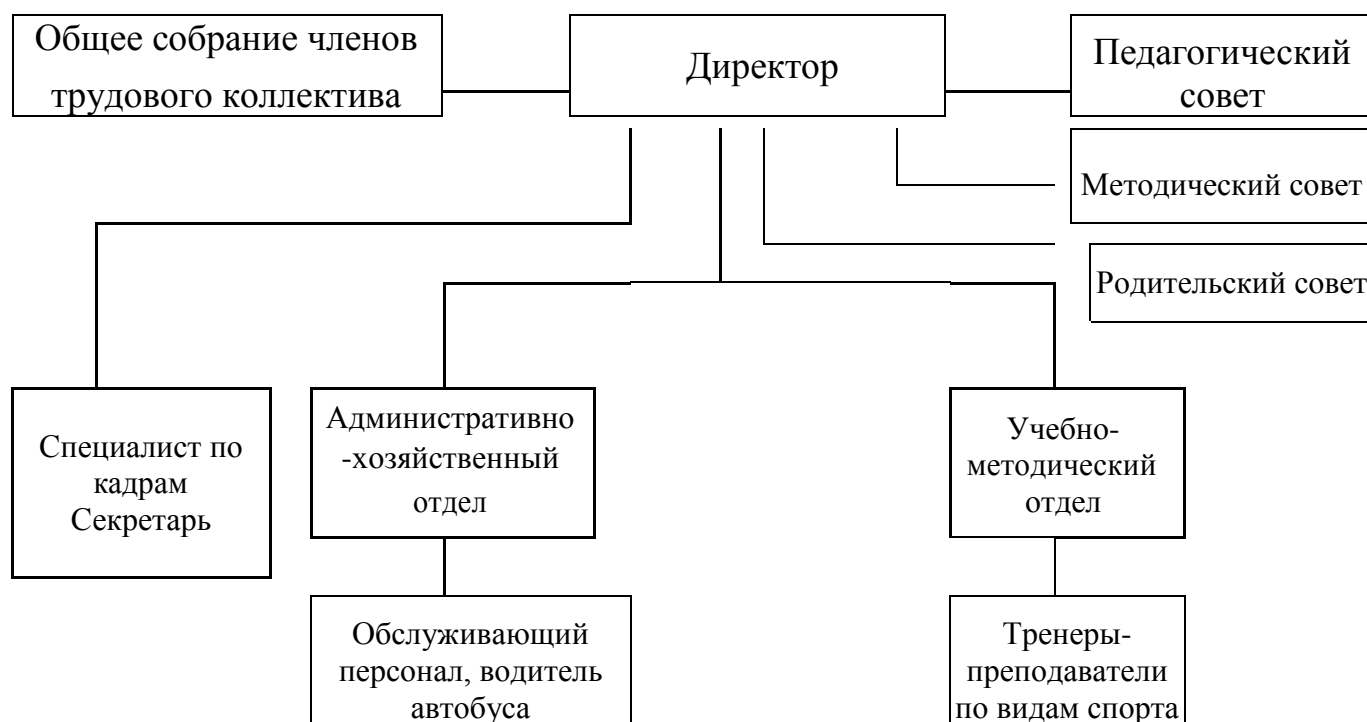 Общее собрание членов
трудового коллектива
Директор
Педагогический
совет
Методический совет
Родительский совет
Специалист по
кадрам
Секретарь
Административно
-хозяйственный
отдел
Учебно-
методический
отдел
Обслуживающий
персонал, водитель
автобуса
Тренеры-
преподаватели
по видам спорта